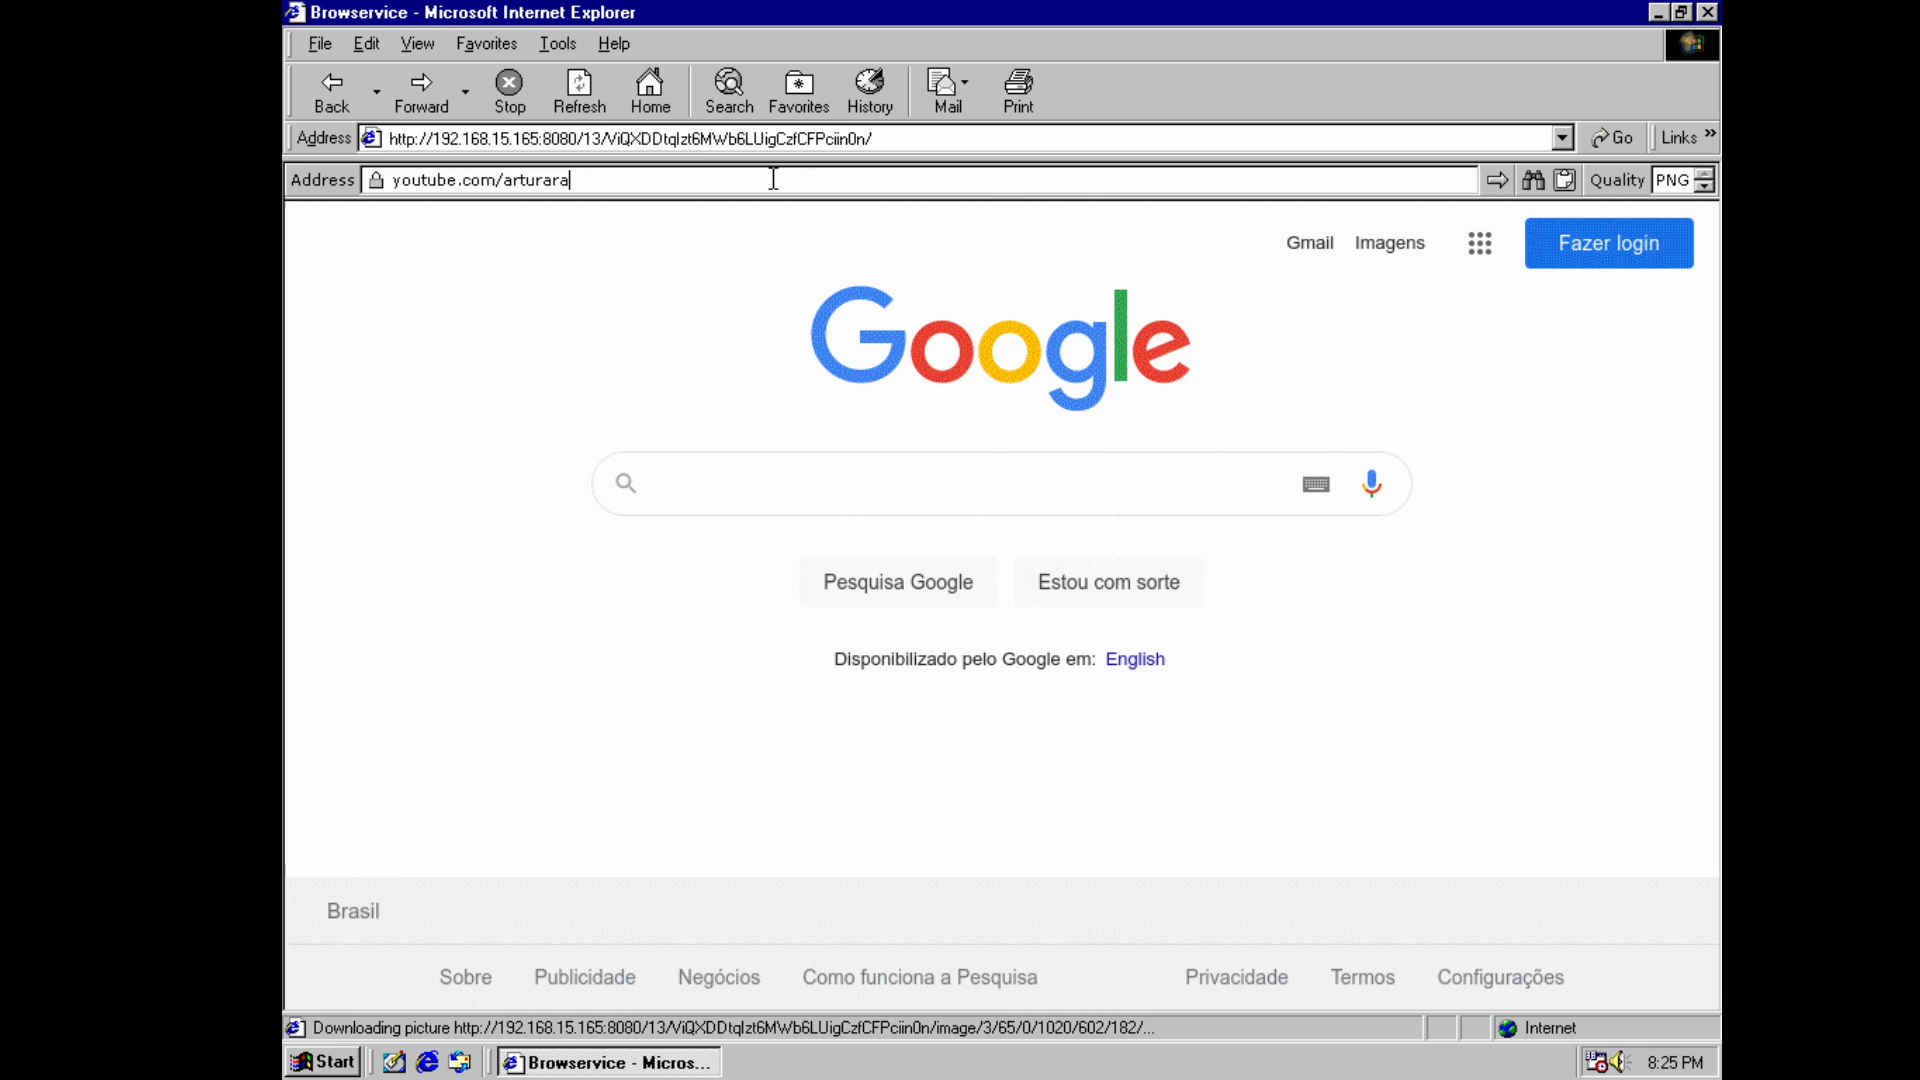 Browservice - Microsoft Internet Explorer
File Edit View Favorites Tools Help
Back Forward Stop Refresh Home Search Favorites History Mail Print
Address http://192.168.15.165:8080/13/ViQXDDtqIzt6MWb6LUigCzfCFPciin0n/ Go Links »
Address youtube.com/arturara Quality PNG
Gmail Imagens Fazer login
Google
Pesquisa Google Estou com sorte
Disponibilizado pelo Google em: English
Brasil
Sobre Publicidade Negócios Como funciona a Pesquisa Privacidade Termos Configurações
Downloading picture http://192.168.15.165:8080/13/ViQXDDtqIzt6MWb6LUigCzfCFPciin0n/image/3/65/0/1020/602/182/... Internet
Start Browservice - Micros... 8:25 PM